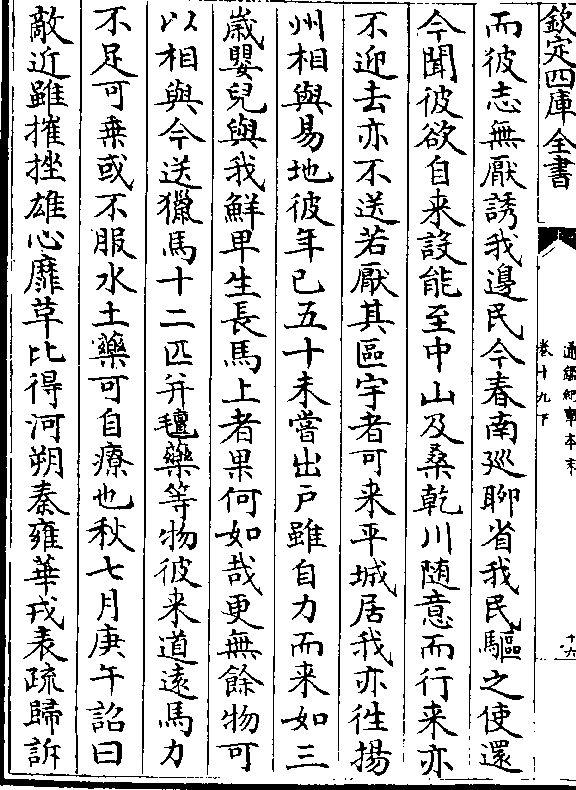 欽定四庫全書
通鑑紀事本末
卷十九下
十六
而彼志無厭誘我邊民今春南廵聊省我民驅之使還
今聞彼欲自来設能至中山及桑乾川随意而行来亦
不迎去亦不送若厭其區宇者可来平城居我亦徃揚
州相與易地彼年已五十未嘗出戶雖自力而来如三
嵗嬰兒與我鮮卑生長馬上者果何如哉更無餘物可
以相與今送獵馬十二匹并氊藥等物彼来道遠馬力
不足可乗或不服水土藥可自療也秋七月庚午詔曰
敵近雖摧挫雄心靡草比得河朔秦雍華戎表疏歸訴